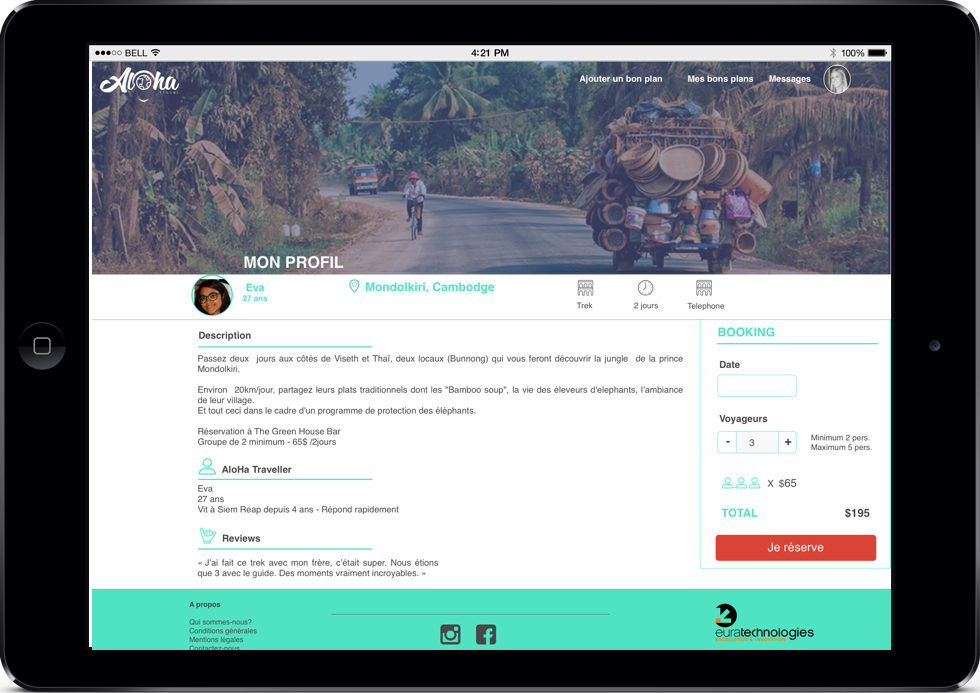 BELL
4:21 PM
100%
Aloha
Travel
Ajouter un bon plan
Mes bons plans
Messages
MON PROFIL
Eva
27 ans
Mondolkiri, Cambodge
Trek
2 jours
Telephone
Description
Passez deux jours aux côtés de Viseth et Thaï, deux locaux (Bunnong) qui vous feront découvrir la jungle de la prince
Mondolkiri.
Environ 20km/jour, partagez leurs plats traditionnels dont les "Bamboo soup", la vie des éleveurs d'elephants, l'ambiance
de leur village.
Et tout ceci dans le cadre d'un programme de protection des éléphants.
Réservation à The Green House Bar
Groupe de 2 minimum - 65$ /2jours
AloHa Traveller
Eva
27 ans
Vit à Siem Reap depuis 4 ans - Répond rapidement
Reviews
« J'ai fait ce trek avec mon frère, c'était super. Nous étions
que 3 avec le guide. Des moments vraiment incroyables. »
BOOKING
Date
Voyageurs
- 3 +
Minimum 2 pers.
Maximum 5 pers.
X $65
TOTAL $195
Je réserve
A propos
Qui sommes-nous?
Conditions générales
Mentions légales
Contactez-nous
euratechnologies
EXCELLENCE & INNOVATION